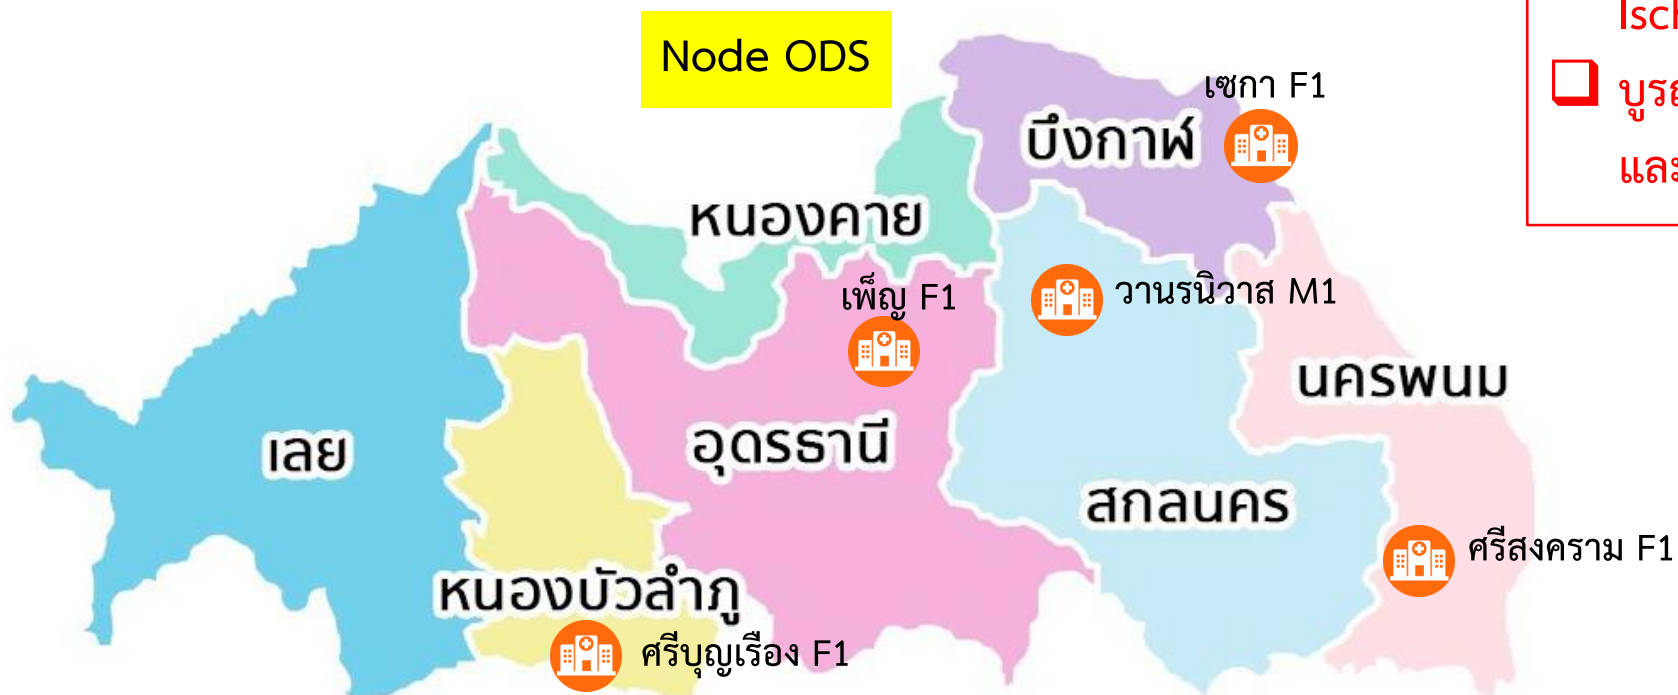 Node ODS
เซกา F1
บึงกาฬ
หนองคาย
เพ็ญ F1
วานรนิวาส M1
นครพนม
เลย
อุดรธานี
สกลนคร
ศรีสงคราม F1
หนองบัวลำภู
ศรีบุญเรือง F1
และ